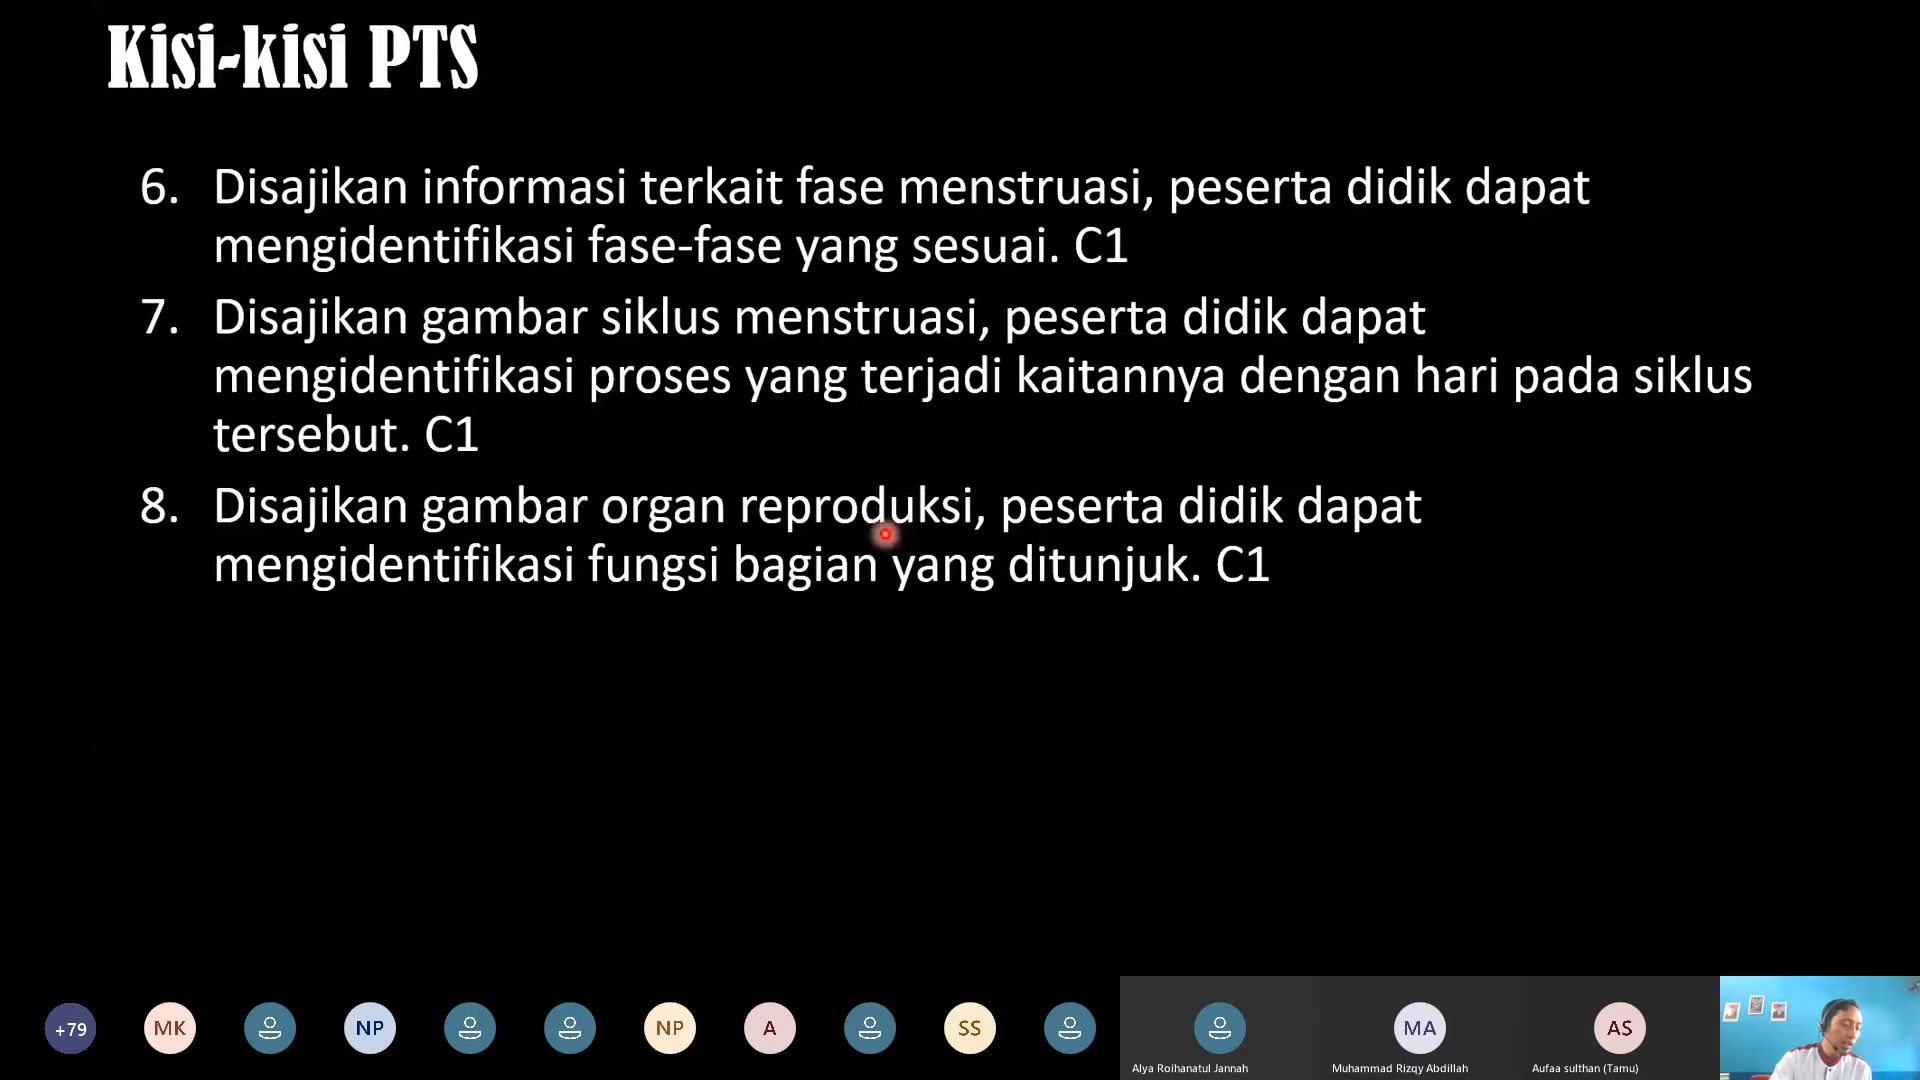 Kisi-kisi PTS
6. Disajikan informasi terkait fase menstruasi, peserta didik dapat
mengidentifikasi fase-fase yang sesuai. C1
7. Disajikan gambar siklus menstruasi, peserta didik dapat
mengidentifikasi proses yang terjadi kaitannya dengan hari pada siklus
tersebut. C1
8. Disajikan gambar organ reproduksi, peserta didik dapat
mengidentifikasi fungsi bagian yang ditunjuk. C1
+79 MK NP NP A SS MA AS
Alya Roihanatul Jannah Muhammad Rizqy Abdillah Aufaa sulthan (Tamu)